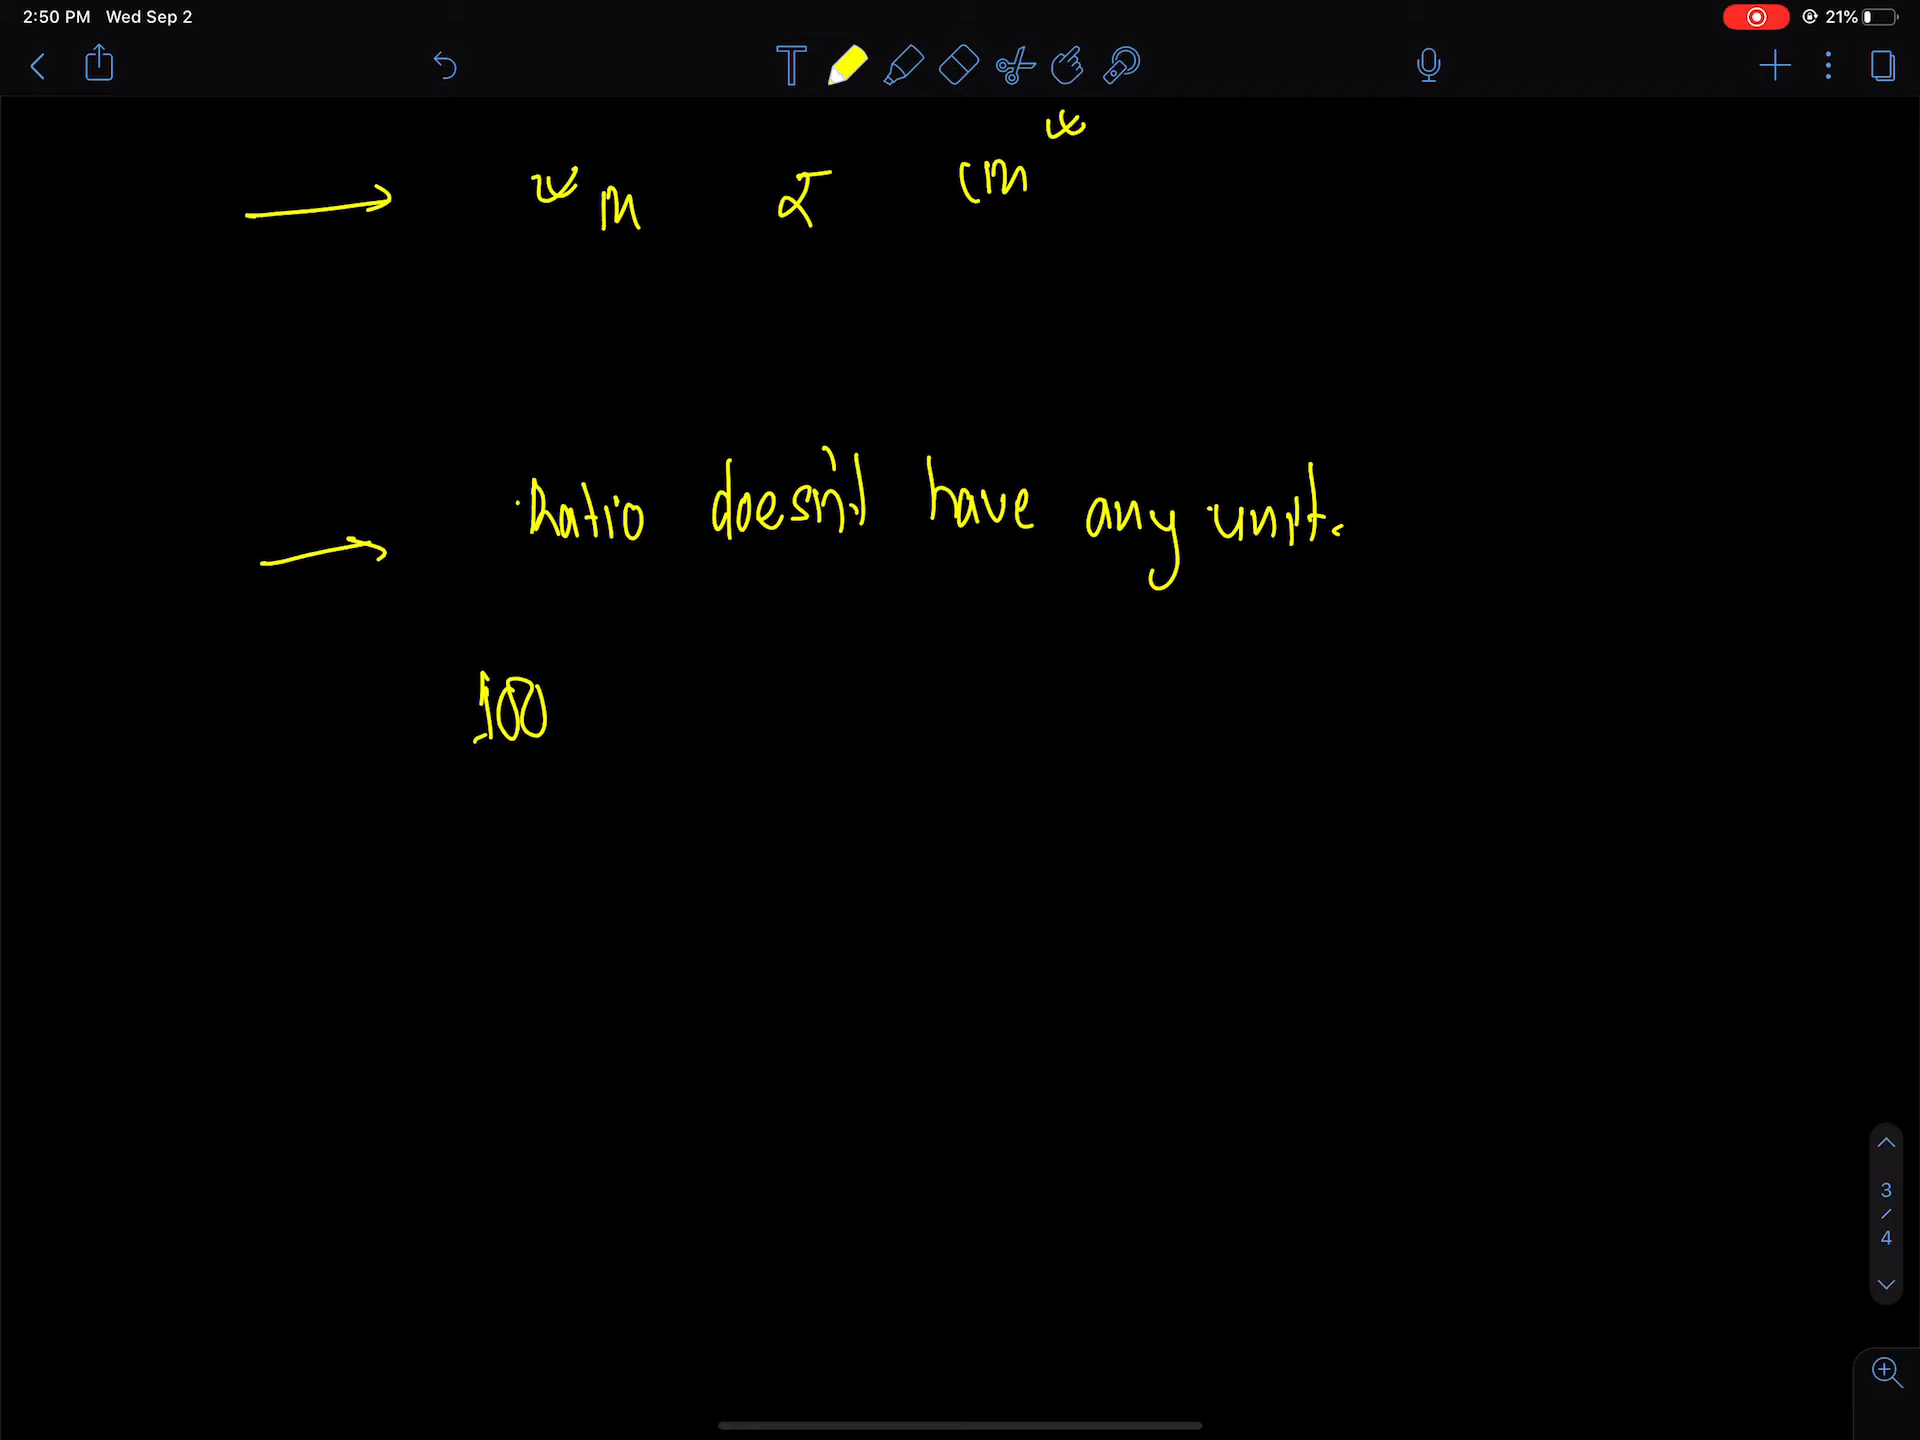 2:50 PM Wed Sep 2
21%
m र cm
Ratio doesn't have any unit.
100
3
/
4